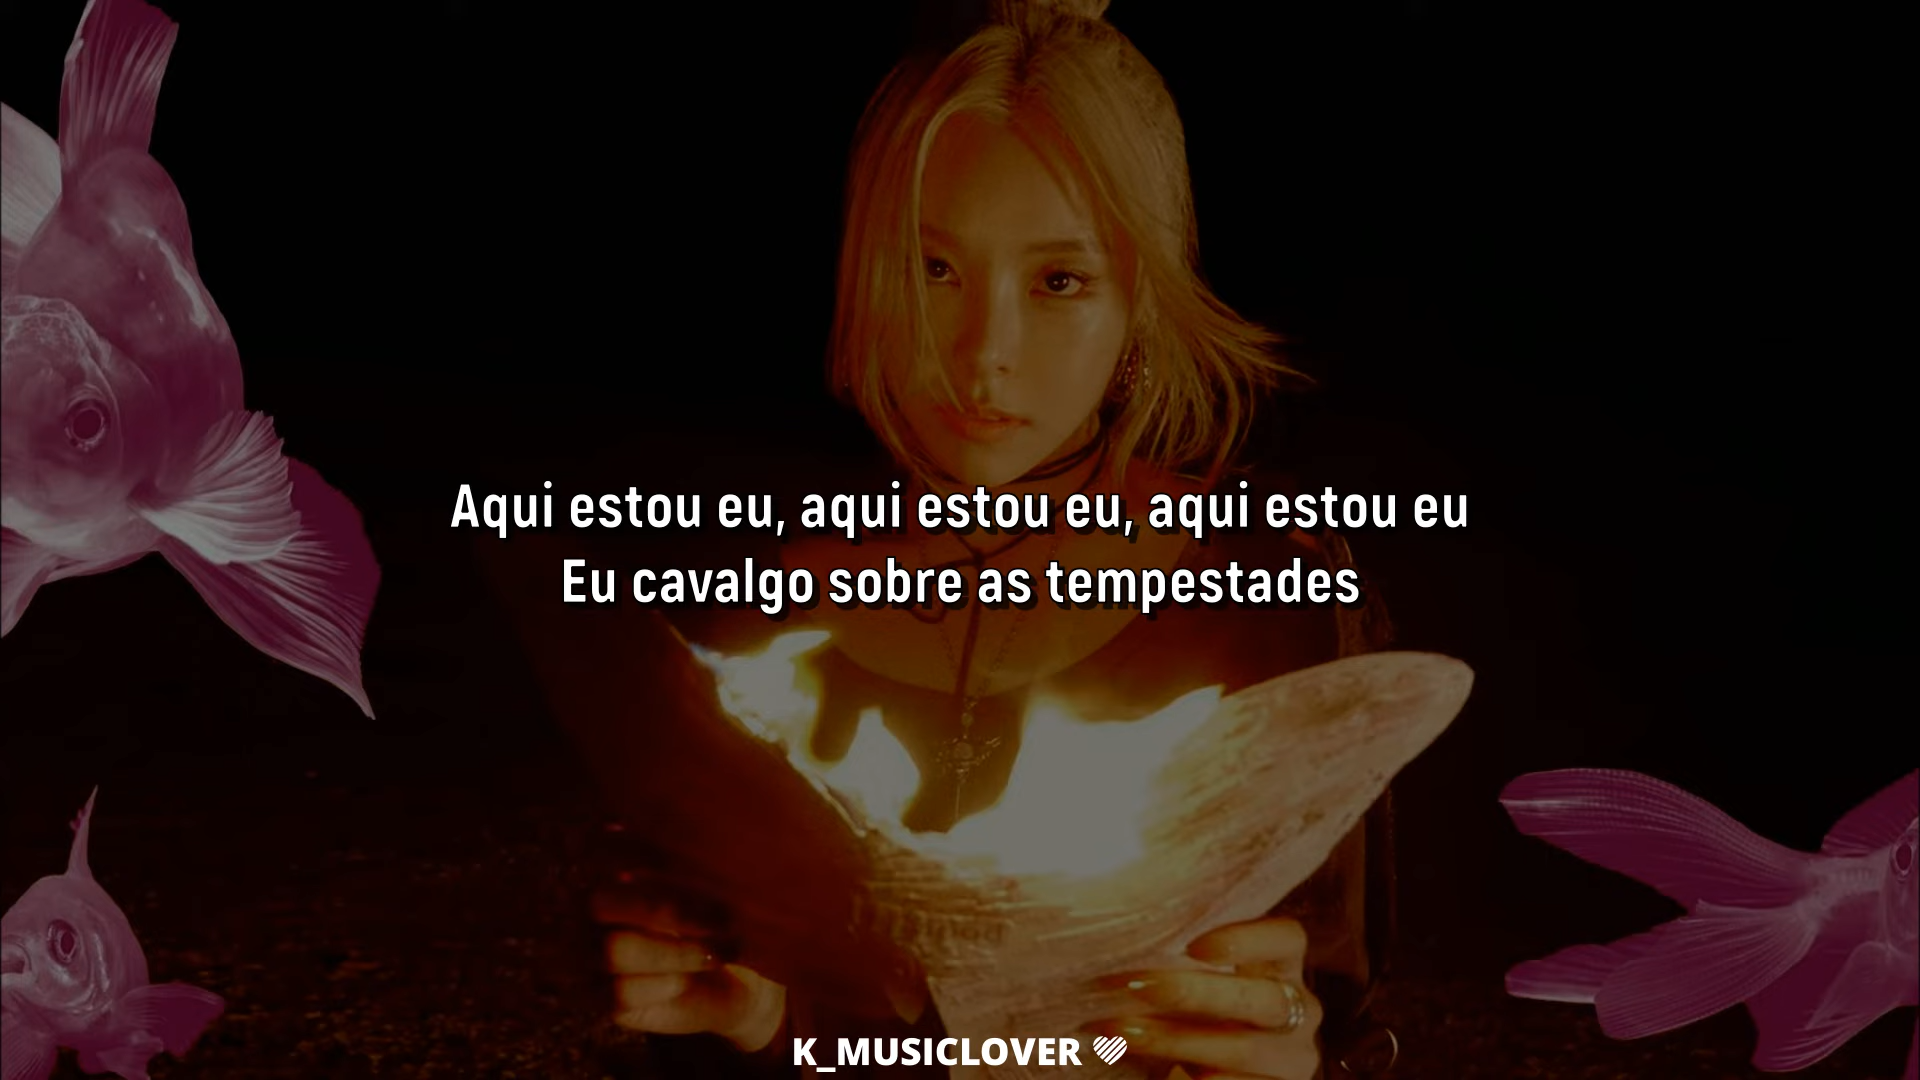 Aqui estou eu, aqui estou eu, aqui estou eu
Eu cavalgo sobre as tempestades
K_MUSICLOVER